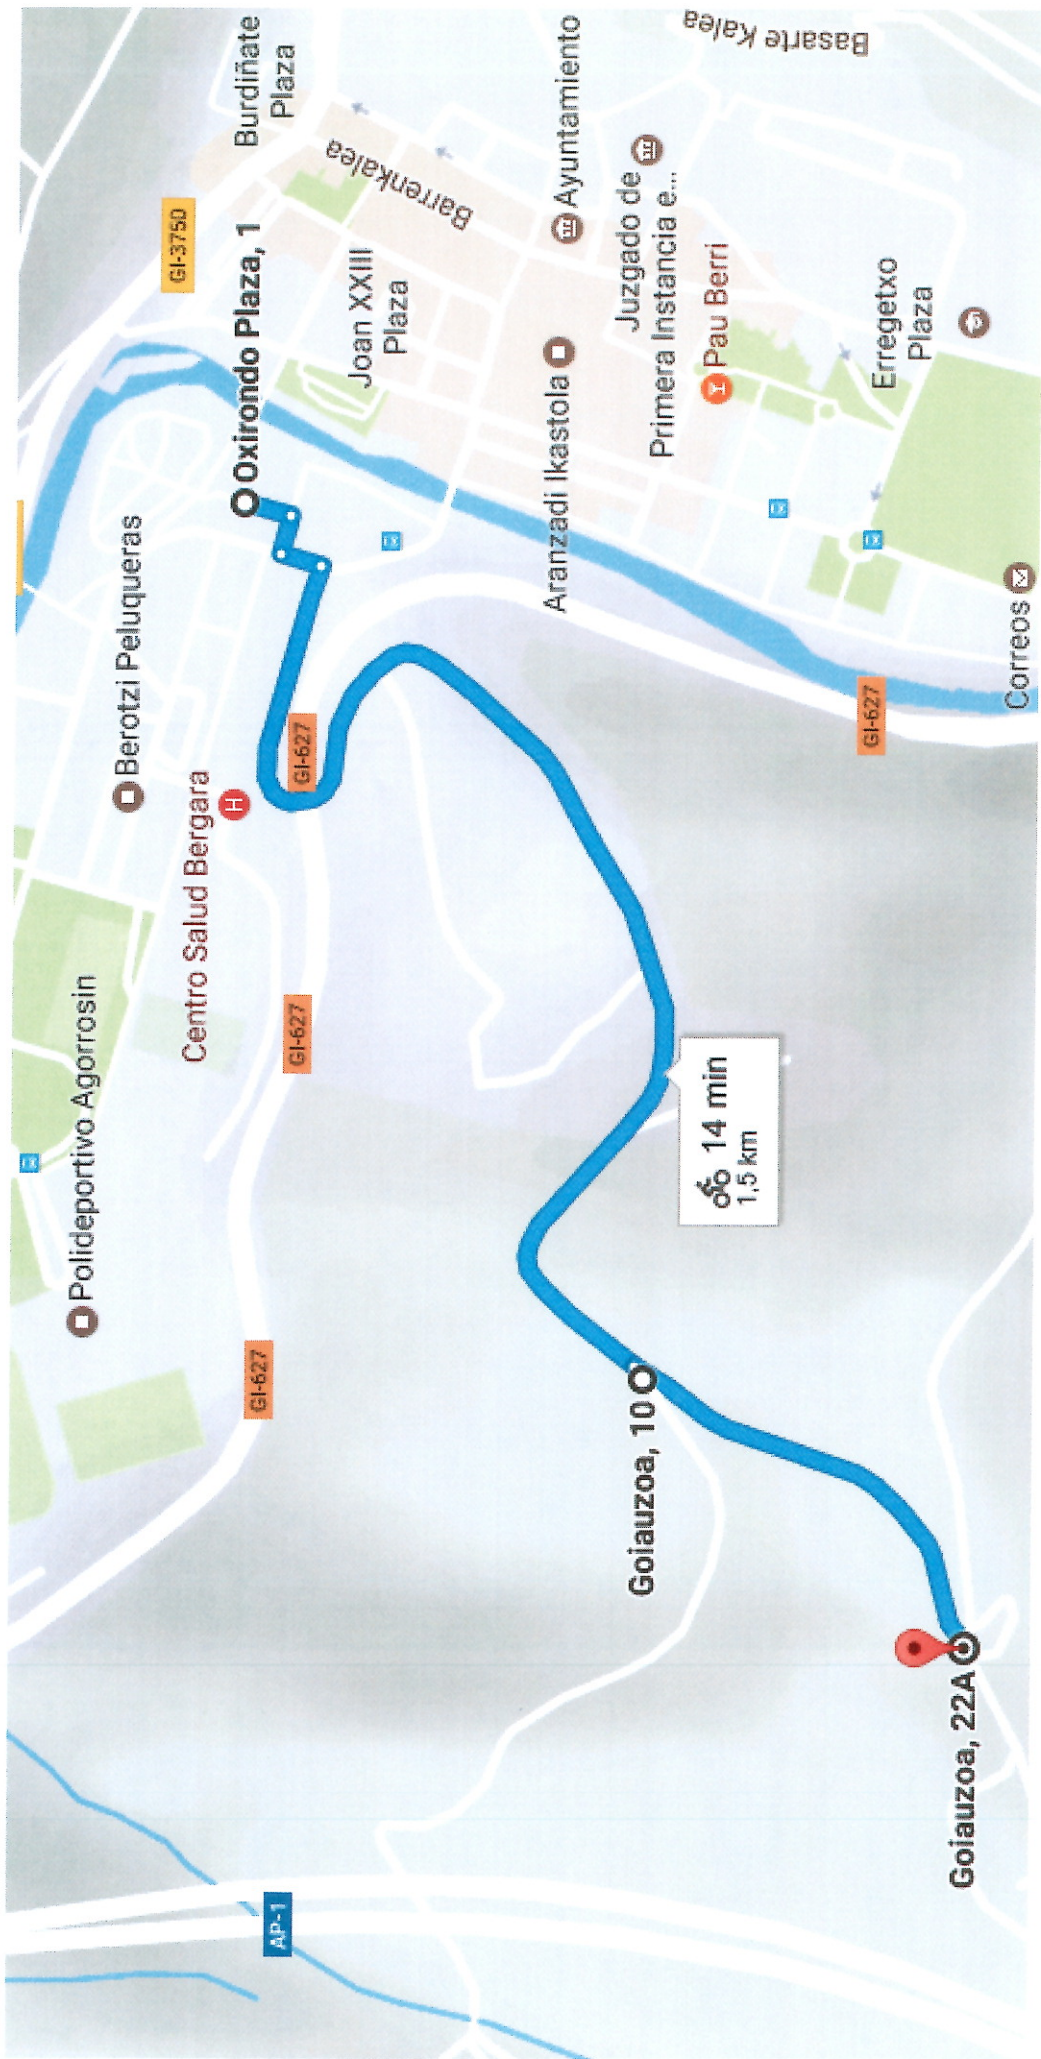 Polideportivo Agorrosin
Berotzi Peluqueras
Centro Salud Bergara
H
GI-3750
Burdiñate
Plaza
Oxirondo Plaza, 1
Joan XXIII
Plaza
Barrenkalea
Basarte Kalea
Ayuntamiento
Aranzadi Ikastola
Juzgado de
Primera Instancia e...
Pau Berri
Erregetxo
Plaza
Correos
GI-627
GI-627
GI-627
GI-627
AP-1
14 min
1,5 km
Goiauzoa, 10
Goiauzoa, 22A